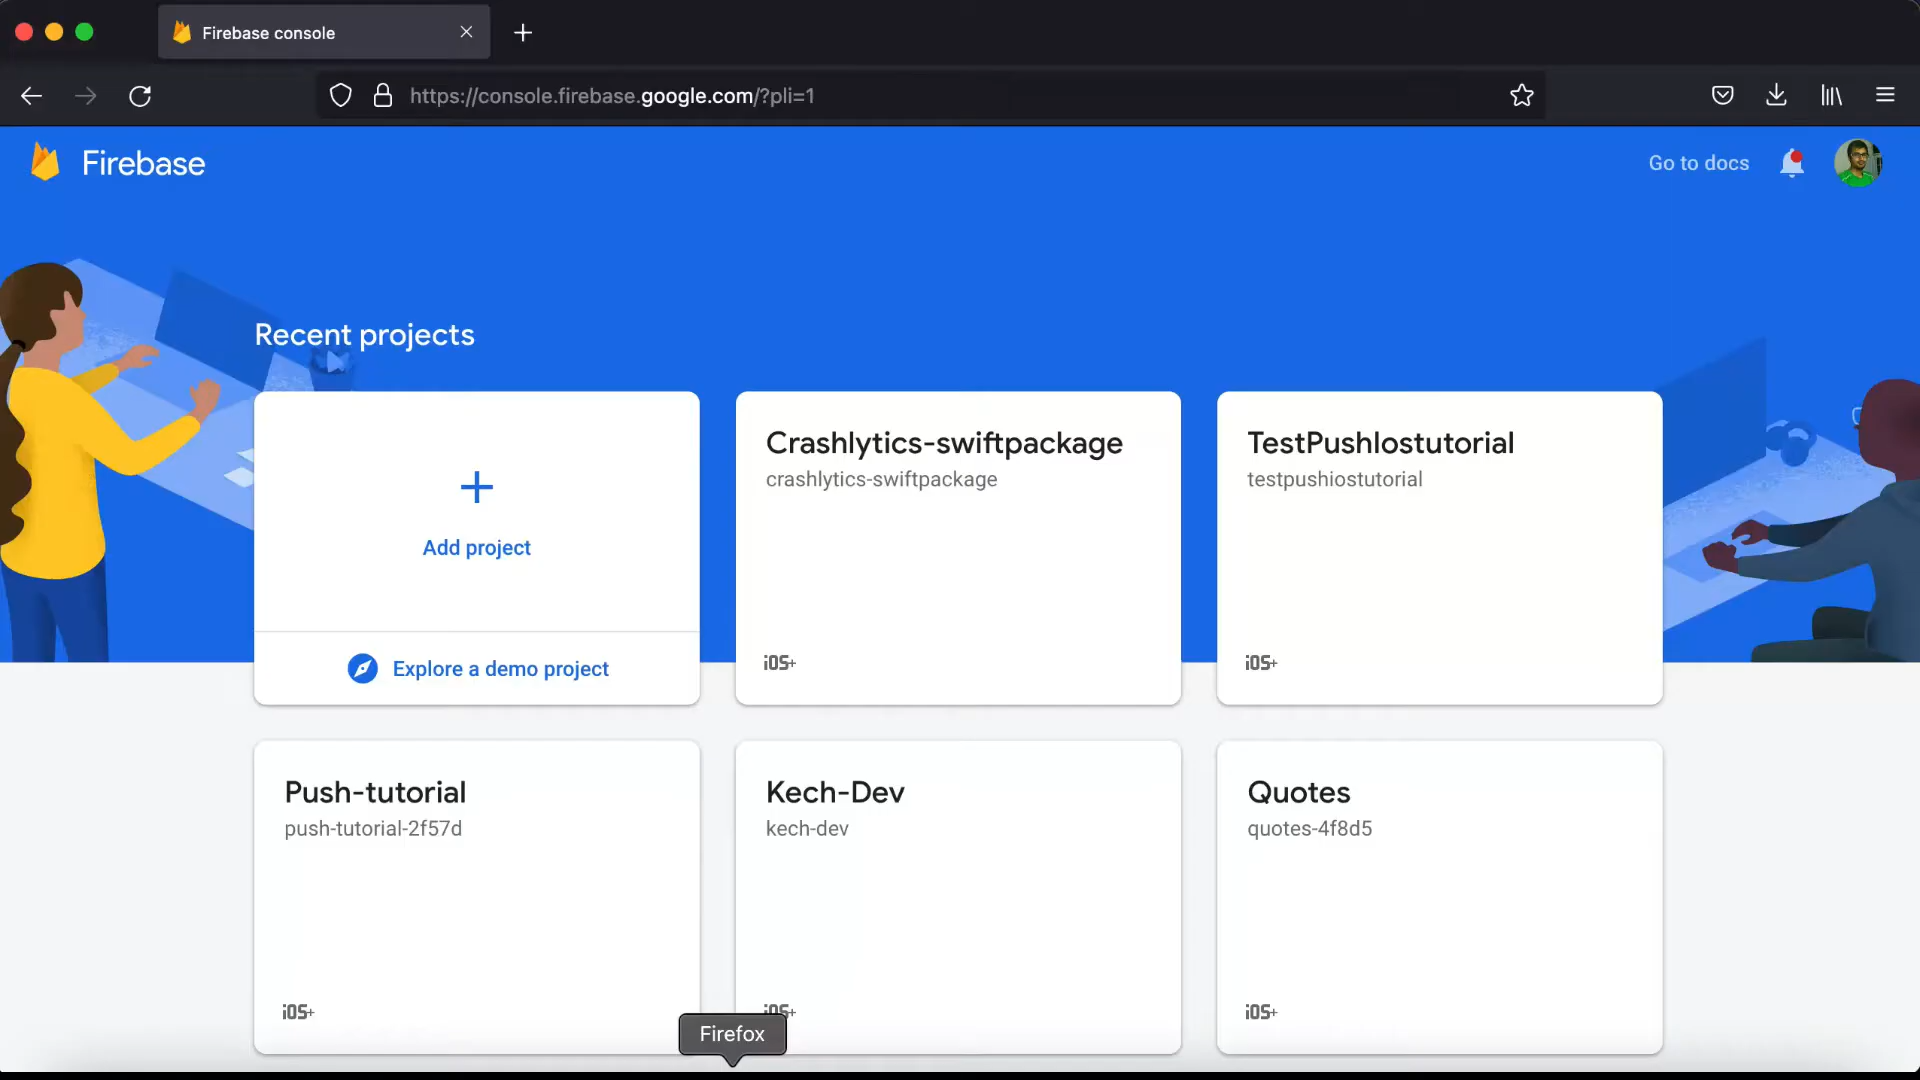 Firebase console
https://console.firebase.google.com/?pli=1
Firebase
Go to docs
Recent projects
Add project
Explore a demo project
Crashlytics-swiftpackage
crashlytics-swiftpackage
iOS+
TestPushIostutorial
testpushiostutorial
iOS+
Push-tutorial
push-tutorial-2f57d
iOS+
Kech-Dev
kech-dev
iOS+
Quotes
quotes-4f8d5
iOS+
Firefox